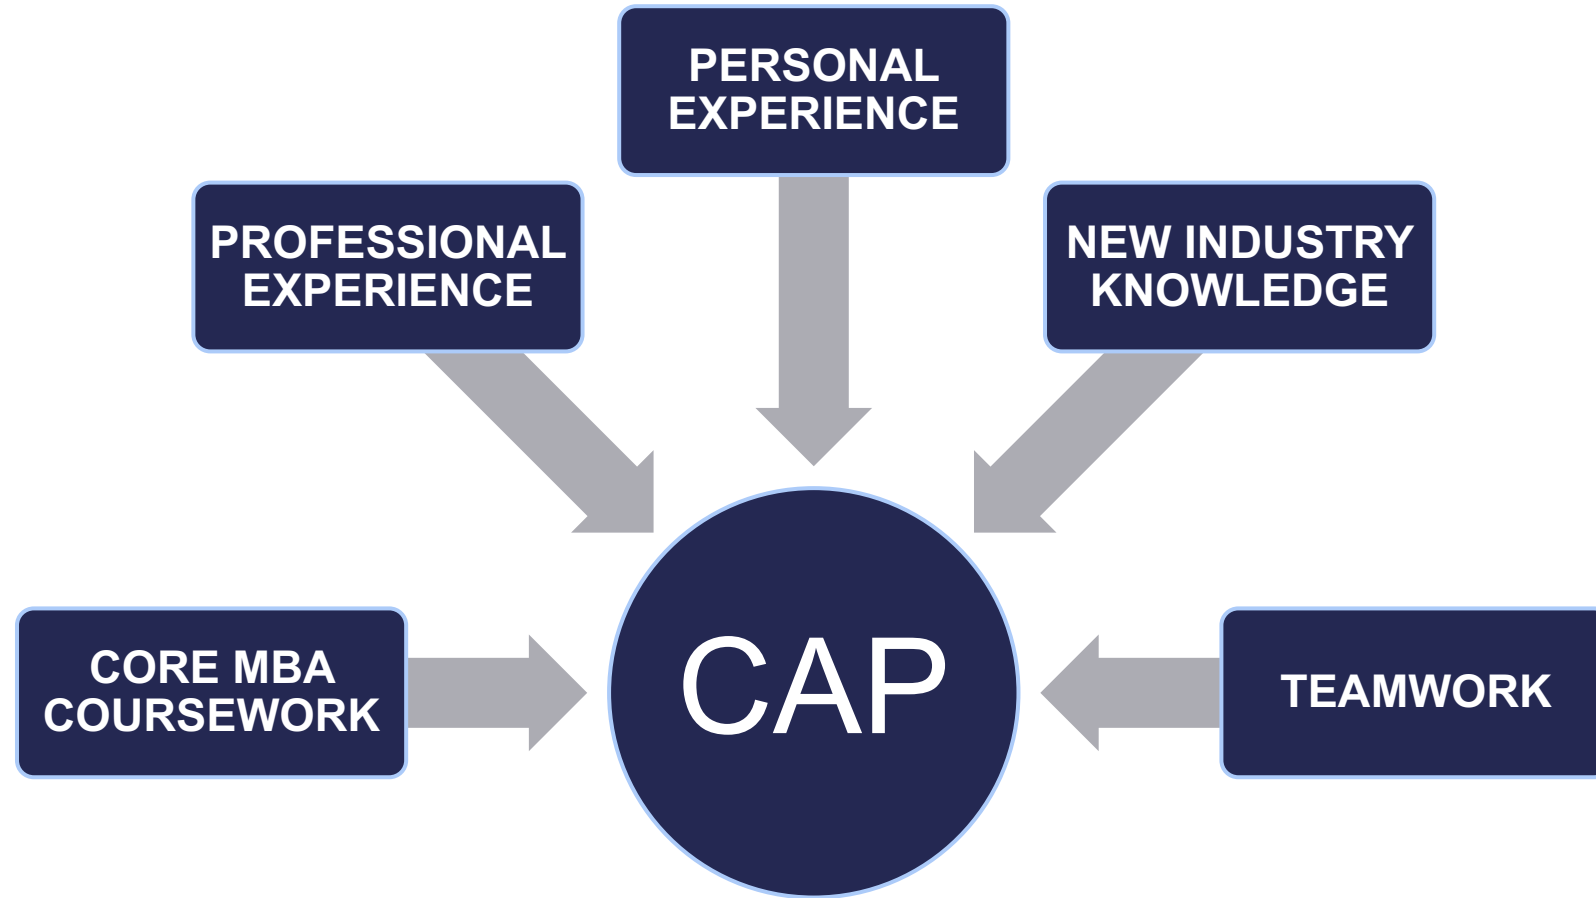 PERSONAL
EXPERIENCE
PROFESSIONAL
EXPERIENCE
NEW INDUSTRY
KNOWLEDGE
CORE MBA
COURSEWORK
CAP
TEAMWORK